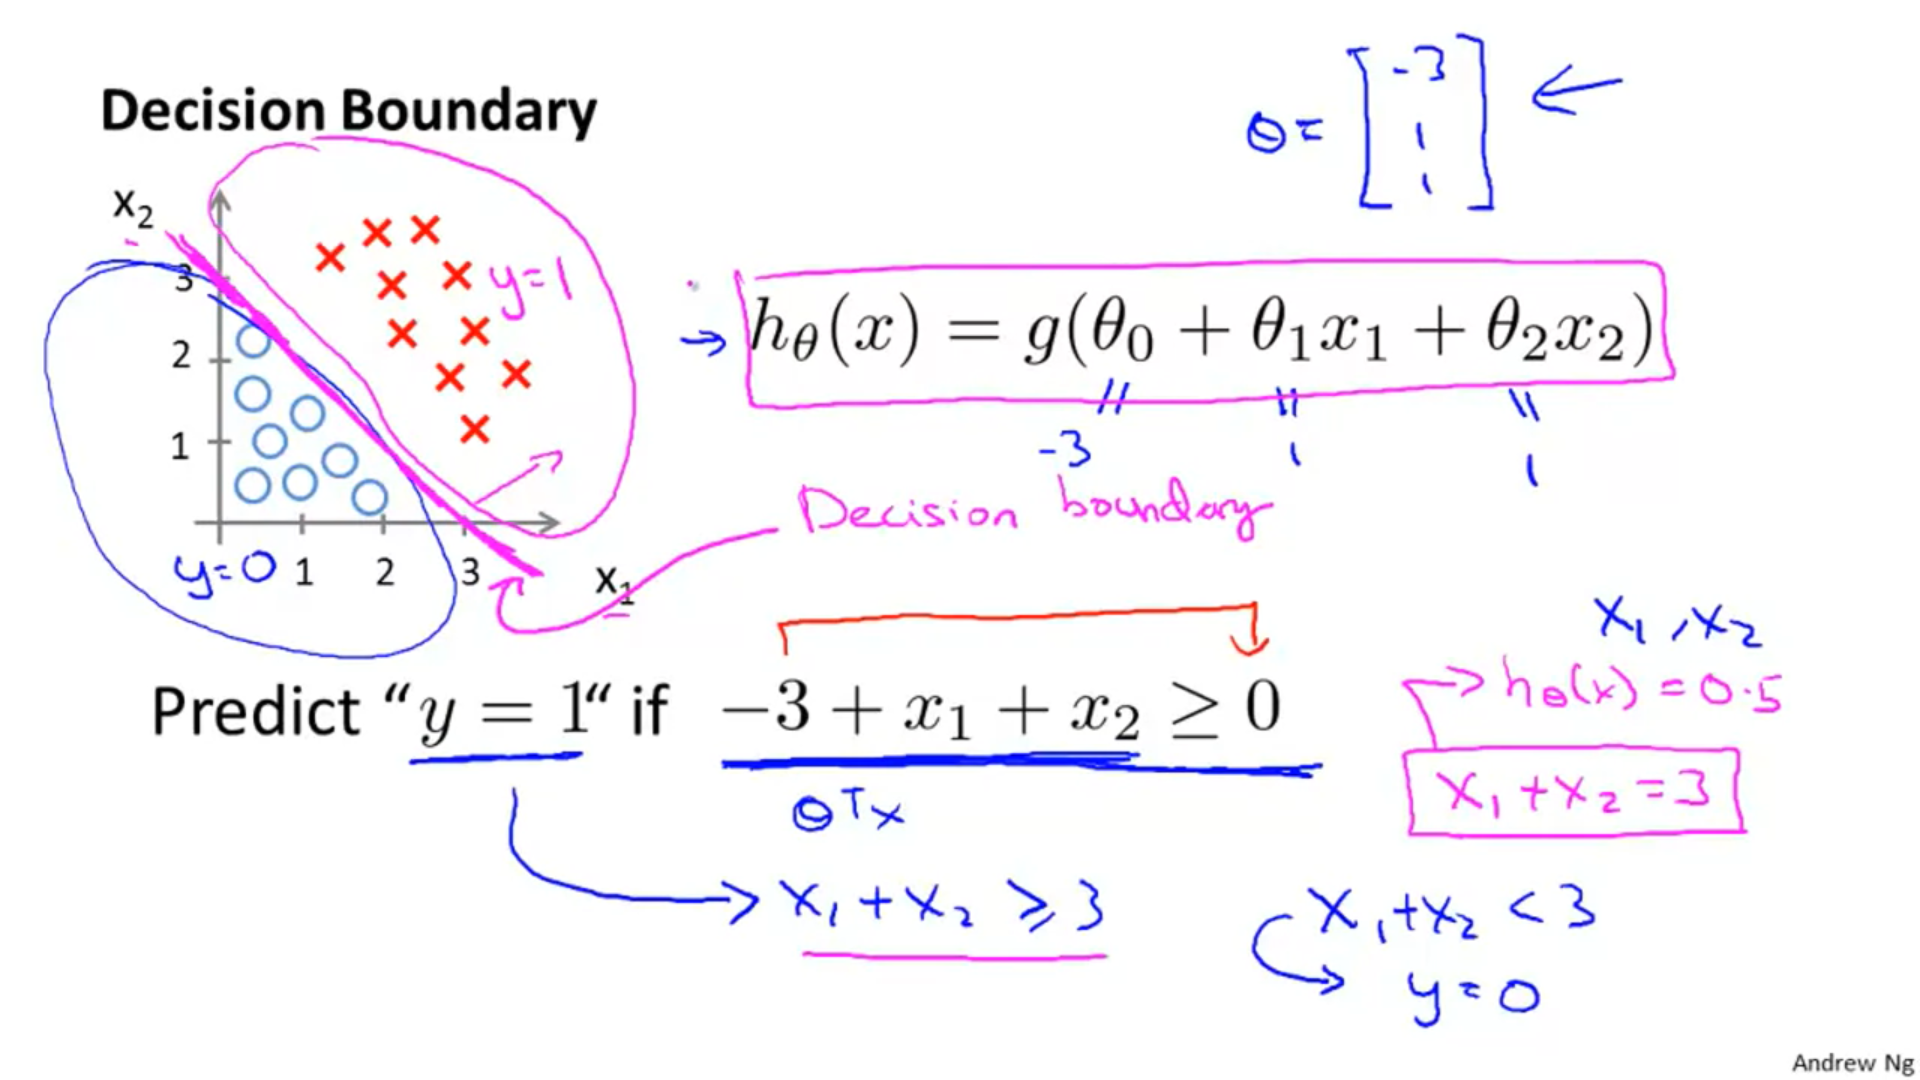 Decision Boundary
θ = [ -3 1 1 ] ←
x₂
y=1
3
2
1
y=0 1 2 3 x₁
→ hθ(x) = g(θ₀ + θ₁x₁ + θ₂x₂)
-3 1 1
Decision boundary
x₁, x₂
hθ(x) = 0.5
Predict “y = 1“ if −3 + x₁ + x₂ ≥ 0
x₁ + x₂ = 3
θᵀx
x₁ + x₂ ≥ 3
x₁ + x₂ < 3
y = 0
Andrew Ng